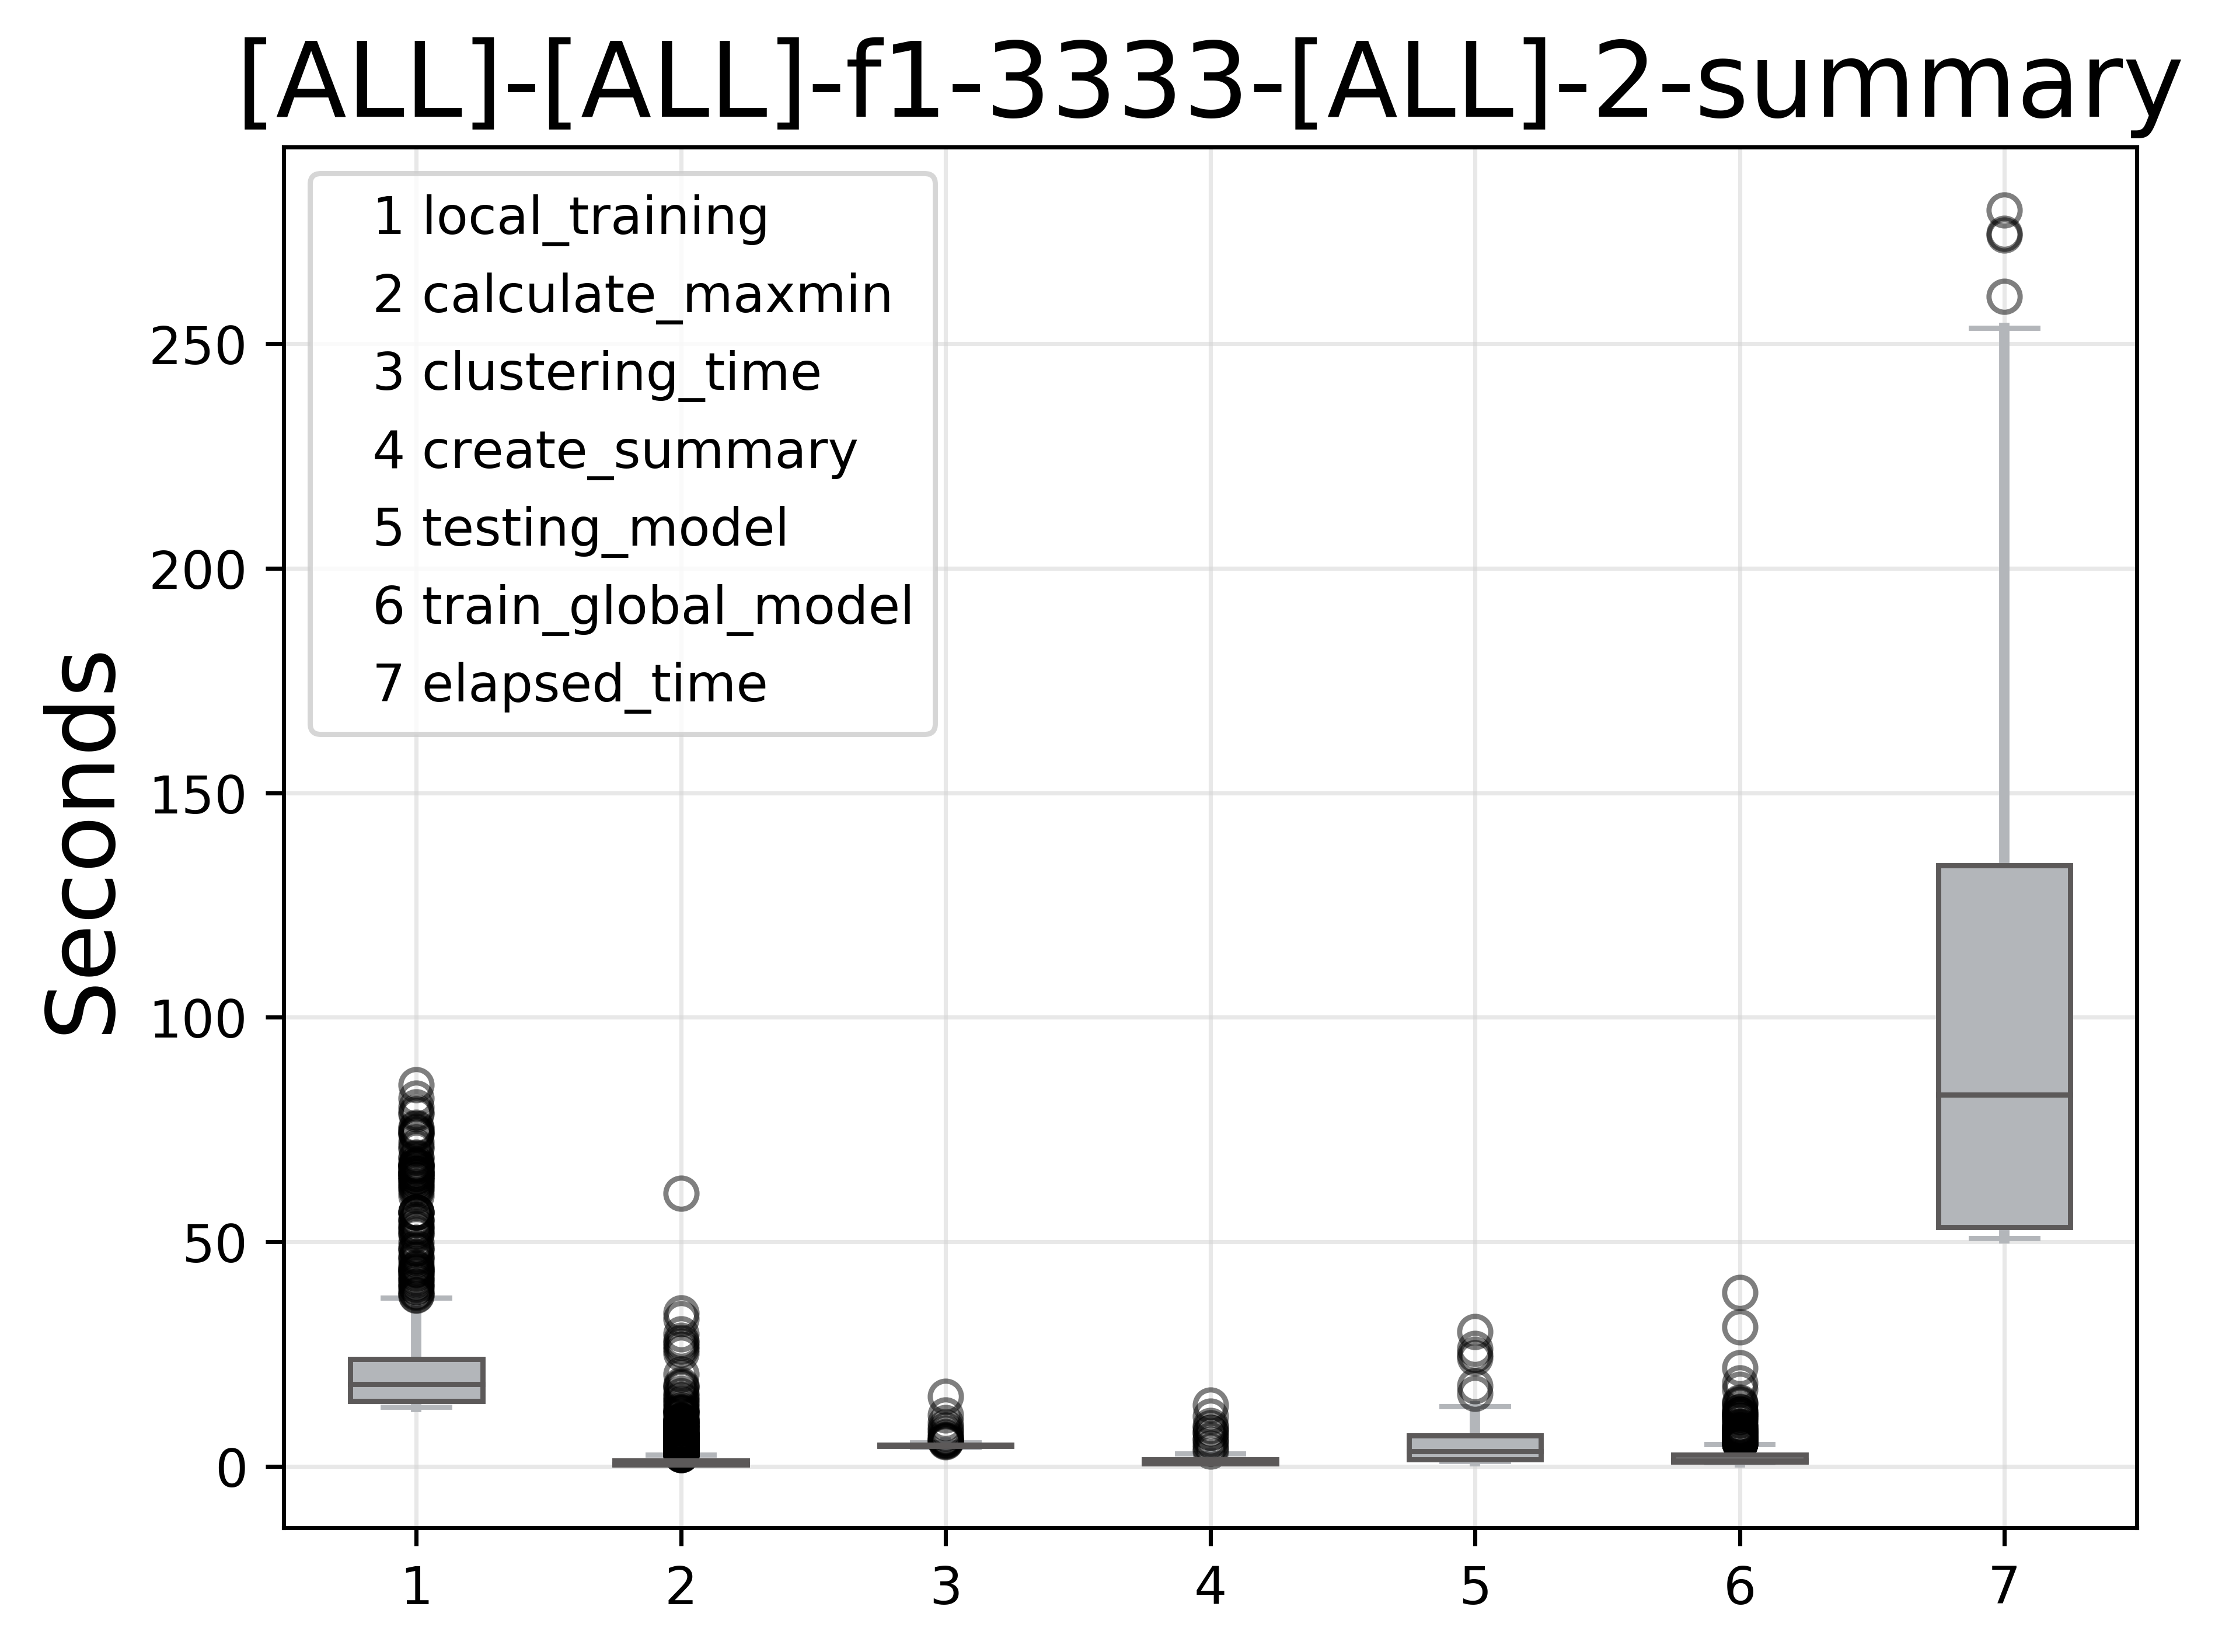 [ALL]-[ALL]-f1-3333-[ALL]-2-summary
1 local_training
2 calculate_maxmin
3 clustering_time
4 create_summary
5 testing_model
6 train_global_model
7 elapsed_time
Seconds
250
200
150
100
50
0
1 2 3 4 5 6 7